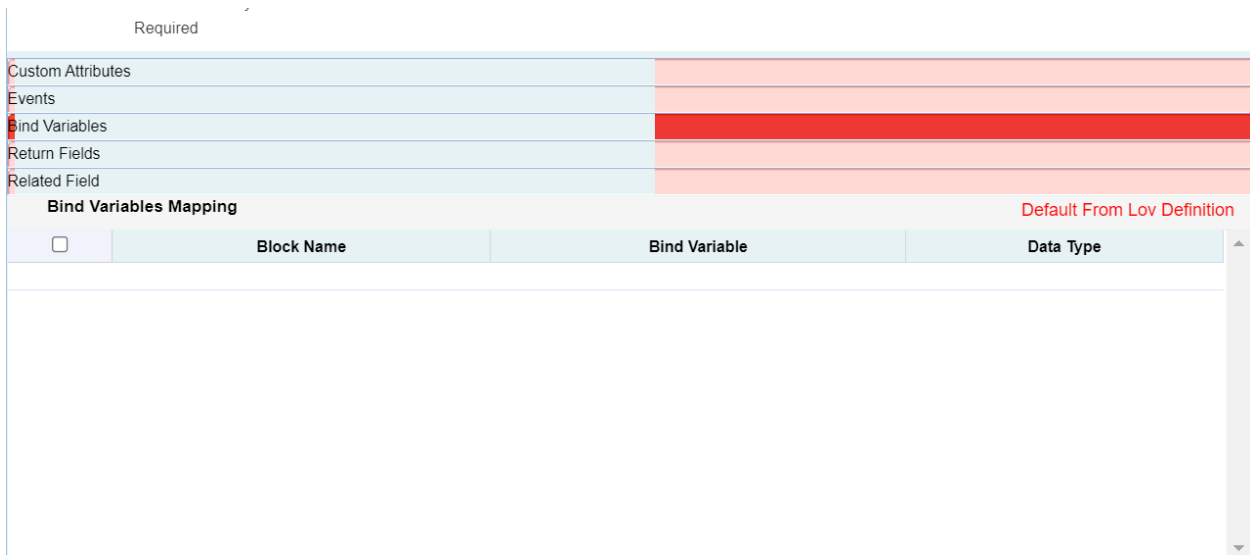 Required
Custom Attributes
Events
Bind Variables
Return Fields
Related Field
Bind Variables Mapping
Default From Lov Definition
Block Name Bind Variable Data Type